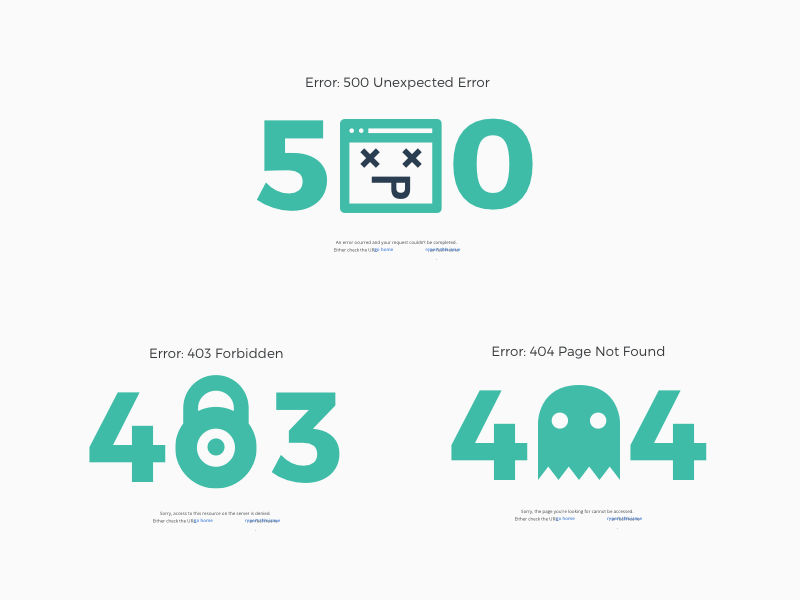 Error: 500 Unexpected Error
5 0
An error ocurred and your request couldn't be completed.
Either check the URL go home
Error: 403 Forbidden
4 3
Sorry, access to this resource on the server is denied.
Either check the URL go home
Error: 404 Page Not Found
4 4
Sorry, the page you're looking for cannot be accessed.
Either check the URL go home